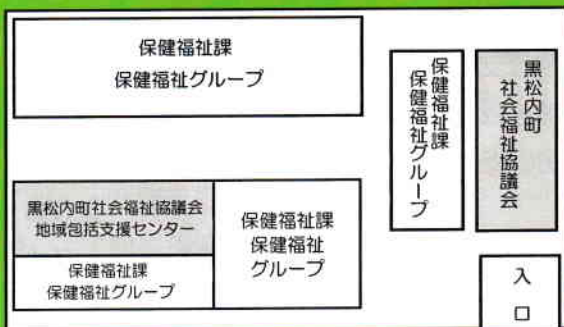 保健福祉課
保健福祉グループ
保健福祉課
保健福祉グループ
黒松内町
社会福祉協議会
黒松内町社会福祉協議会
地域包括支援センター
保健福祉課
保健福祉グループ
保健福祉課
保健福祉
グループ
入口